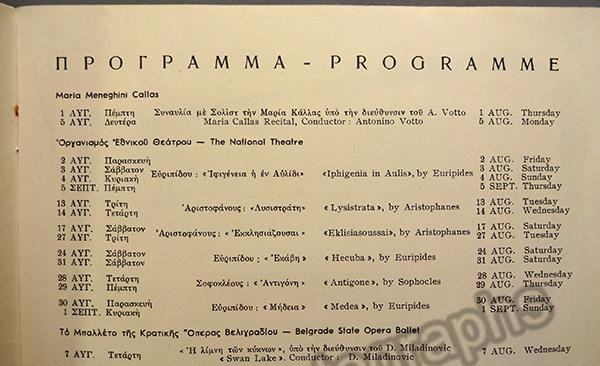 ΠΡΟΓΡΑΜΜΑ - PROGRAMME
Maria Meneghini Callas
1 ΑΥΓ. Πέμπτη Συναυλία μὲ Σολὶστ τὴν Μαρία Κάλλας ὑπὸ τὴν διεύθυνσιν τοῦ A. Votto 1 AUG. Thursday
5 ΑΥΓ. Δευτέρα Maria Callas Recital, Conductor : Antonino Votto 5 AUG. Monday
Ὀργανισμὸς Ἐθνικοῦ Θεάτρου — The National Theatre
2 ΑΥΓ. Παρασκευή 2 AUG. Friday
3 ΑΥΓ. Σάββατον Εὐριπίδου : «Ἰφιγένεια ἡ ἐν Αὐλίδι» «Iphigenia in Aulis», by Euripides 3 AUG. Saturday
4 ΑΥΓ. Κυριακή 4 AUG. Sunday
5 ΣΕΠΤ. Πέμπτη 5 SEPT. Thursday
13 ΑΥΓ. Τρίτη Ἀριστοφάνους : «Λυσιστράτη» «Lysistrata», by Aristophanes 13 AUG. Tuesday
14 ΑΥΓ. Τετάρτη 14 AUG. Wednesday
17 ΑΥΓ. Σάββατον Ἀριστοφάνους : «Ἐκκλησιάζουσαι» «Eklisiasoussai», by Aristophanes 17 AUG. Saturday
27 ΑΥΓ. Τρίτη 27 AUG. Tuesday
24 ΑΥΓ. Σάββατον Εὐριπίδου : «Ἑκάβη» «Hecuba», by Euripides 24 AUG. Saturday
31 ΑΥΓ. Σάββατον 31 AUG. Saturday
28 ΑΥΓ. Τετάρτη Σοφοκλέους : «Ἀντιγόνη» «Antigone», by Sophocles 28 AUG. Wednesday
29 ΑΥΓ. Πέμπτη 29 AUG. Thursday
30 ΑΥΓ. Παρασκευή Εὐριπίδου : «Μήδεια» «Medea», by Euripides 30 AUG. Friday
1 ΣΕΠΤ. Κυριακή 1 SEPT. Sunday
Τὸ Μπαλλέτο τῆς Κρατικῆς Ὄπερας Βελιγραδίου — Belgrade State Opera Ballet
7 ΑΥΓ. Τετάρτη «Ἡ λίμνη τῶν κύκνων», ὑπὸ τὴν διεύθυνσιν τοῦ D. Miladinovic 7 AUG. Wednesday
«Swan Lake». Conductor : D. Miladinovic